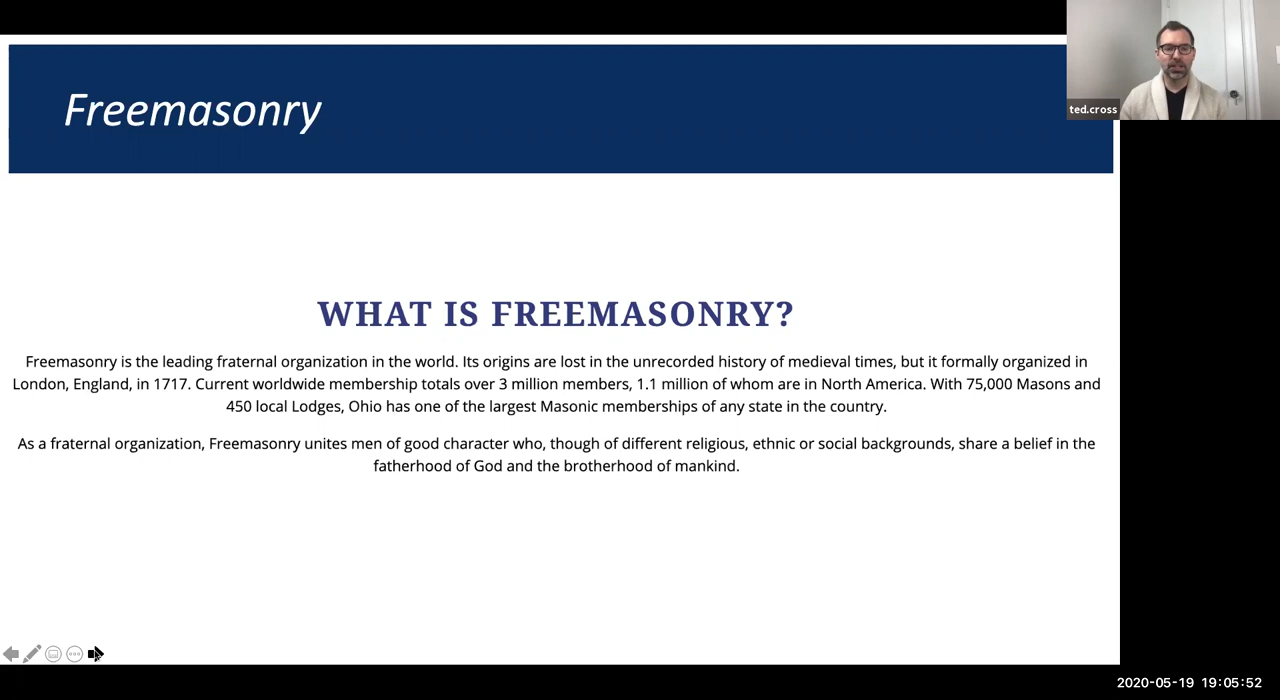 Freemasonry
ted.cross
WHAT IS FREEMASONRY?
Freemasonry is the leading fraternal organization in the world. Its origins are lost in the unrecorded history of medieval times, but it formally organized in
London, England, in 1717. Current worldwide membership totals over 3 million members, 1.1 million of whom are in North America. With 75,000 Masons and
450 local Lodges, Ohio has one of the largest Masonic memberships of any state in the country.
As a fraternal organization, Freemasonry unites men of good character who, though of different religious, ethnic or social backgrounds, share a belief in the
fatherhood of God and the brotherhood of mankind.
2020-05-19 19:05:52